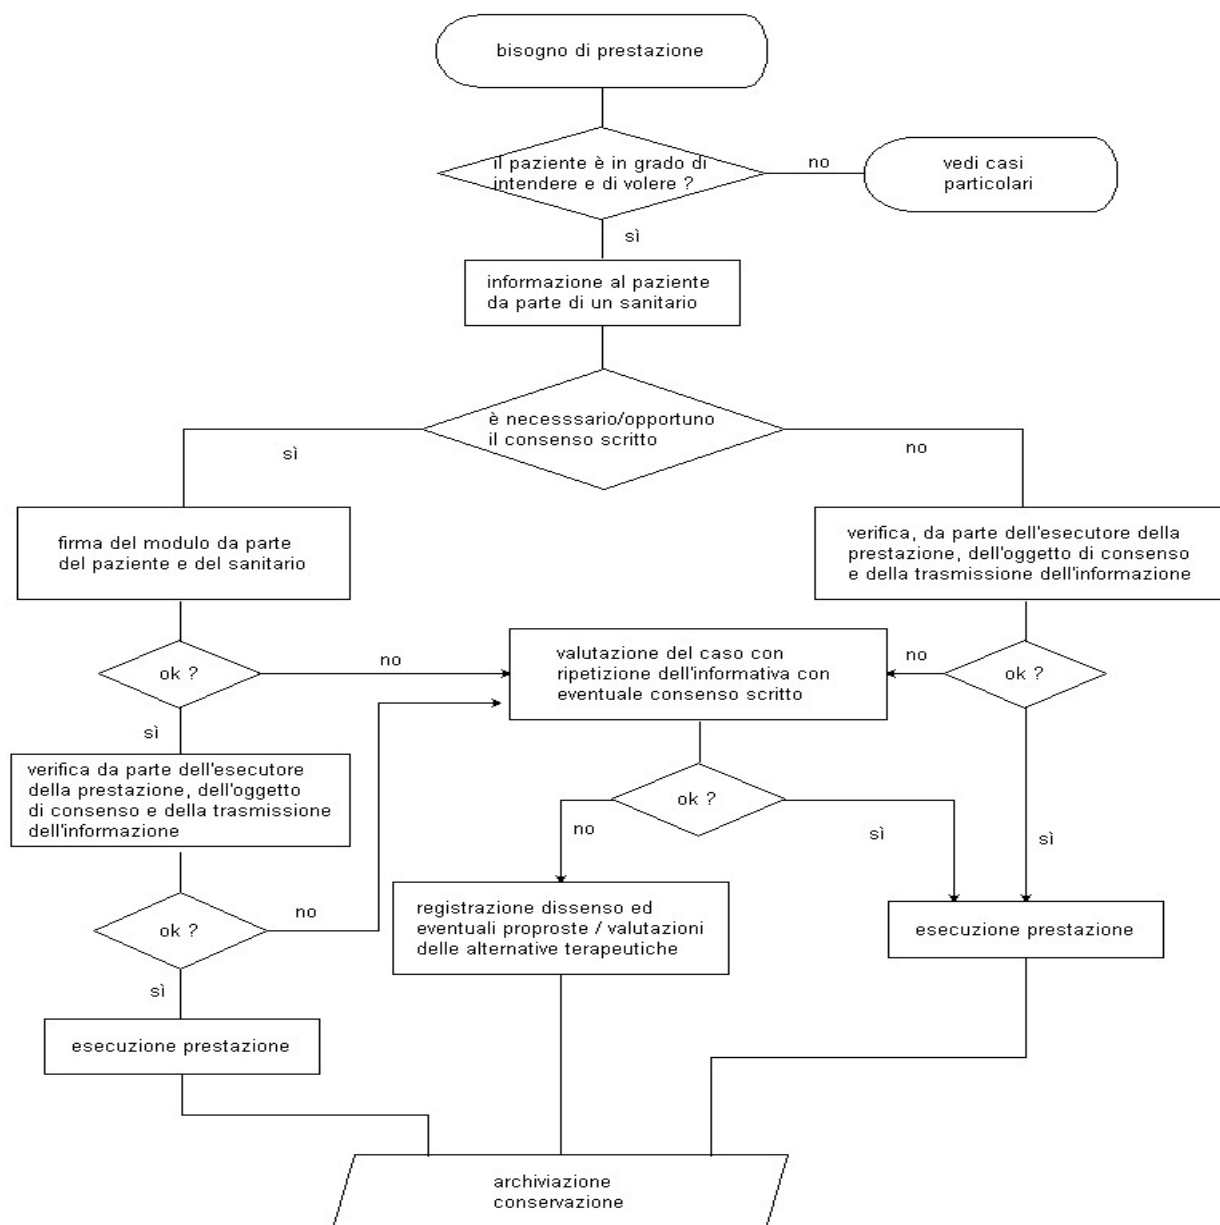 bisogno di prestazione
il paziente è in grado di
intendere e di volere ?
no
vedi casi
particolari
sì
informazione al paziente
da parte di un sanitario
è necesssario/opportuno
il consenso scritto
sì
no
firma del modulo da parte
del paziente e del sanitario
verifica, da parte dell'esecutore della
prestazione, dell'oggetto di consenso
e della trasmissione dell'informazione
ok ?
no
valutazione del caso con
ripetizione dell'informativa con
eventuale consenso scritto
no
ok ?
sì
verifica da parte dell'esecutore
della prestazione, dell'oggetto
di consenso e della trasmissione
dell'informazione
ok ?
no
sì
sì
ok ?
no
registrazione dissenso ed
eventuali proproste / valutazioni
delle alternative terapeutiche
esecuzione prestazione
sì
esecuzione prestazione
archiviazione
conservazione